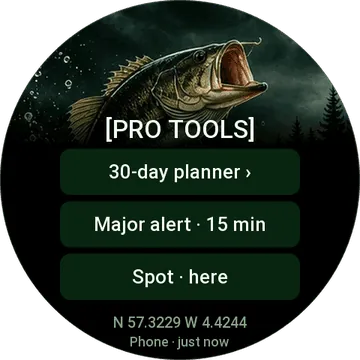 [PRO TOOLS]
30-day planner ›
Major alert · 15 min
Spot · here
N 57.3229 W 4.4244
Phone · just now